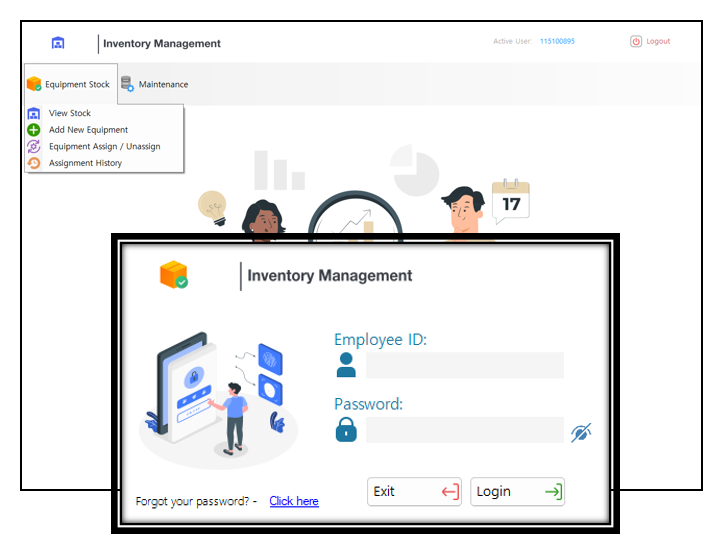 Inventory Management
Active User: 115100895
Logout
Equipment Stock
Maintenance
View Stock
Add New Equipment
Equipment Assign / Unassign
Assignment History
17
Inventory Management
Employee ID:
Password:
Forgot your password? - Click here
Exit
Login